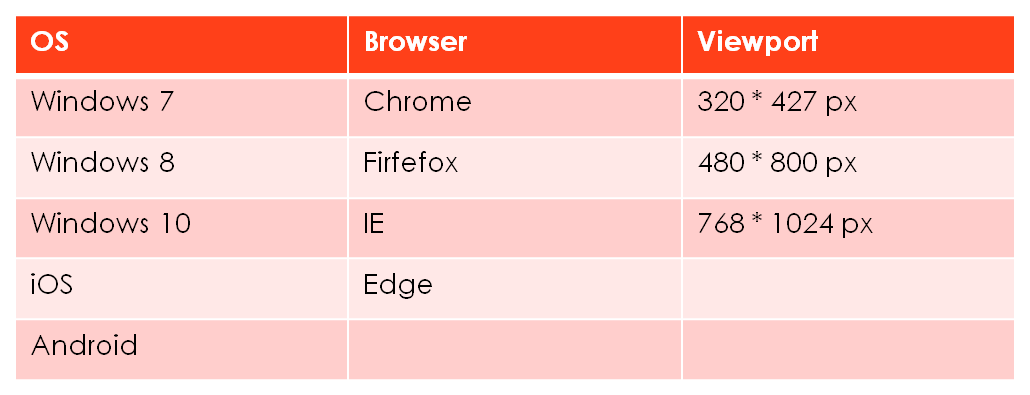 OS Browser Viewport
Windows 7 Chrome 320 * 427 px
Windows 8 Firfefox 480 * 800 px
Windows 10 IE 768 * 1024 px
iOS Edge
Android